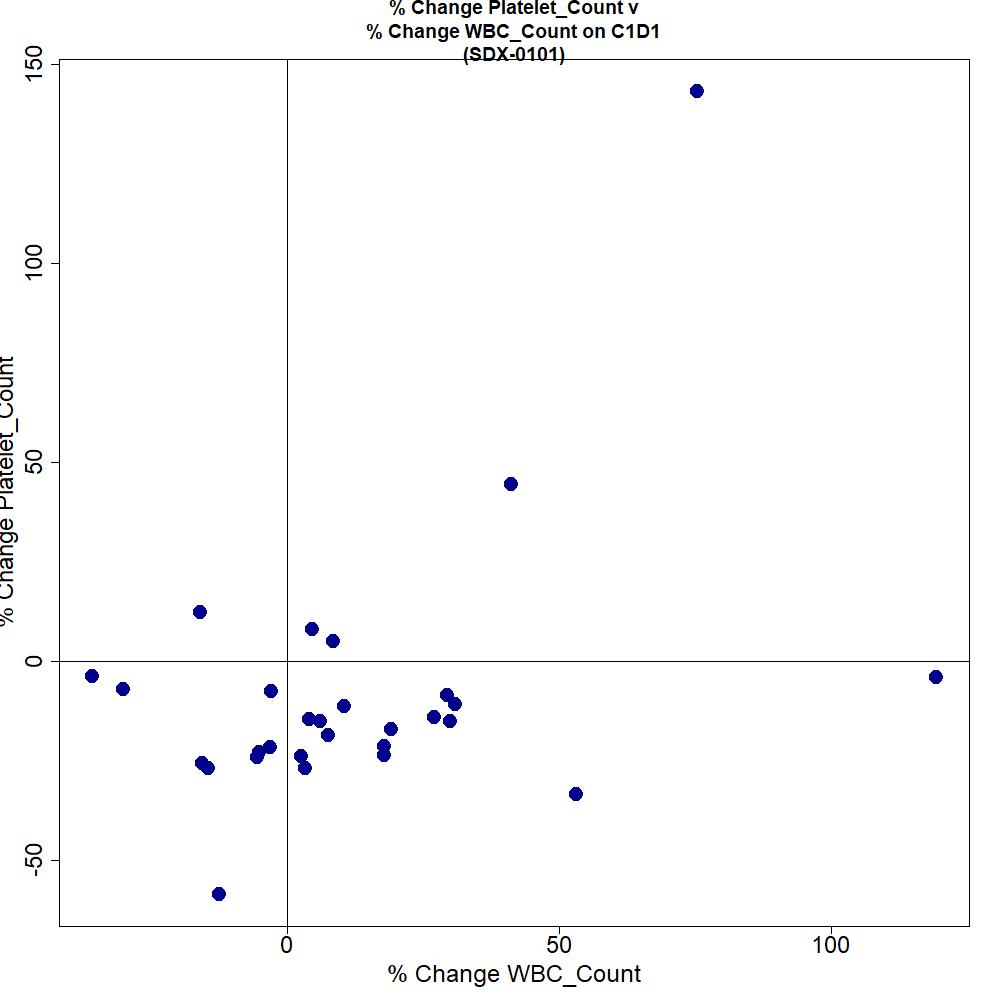 % Change Platelet_Count v
% Change WBC_Count on C1D1
(SDX-0101)
150
100
50
0
-50
% Change Platelet_Count
0
50
100
% Change WBC_Count